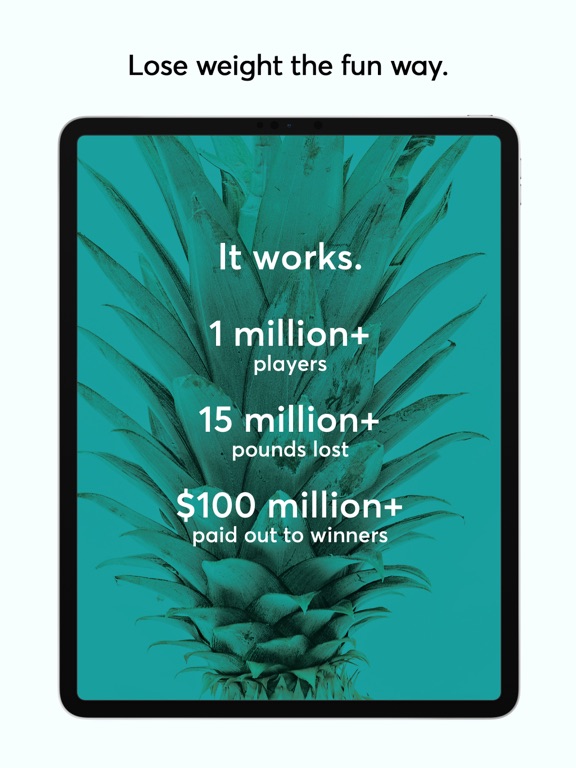 Lose weight the fun way.
It works.
1 million+
players
15 million+
pounds lost
$100 million+
paid out to winners